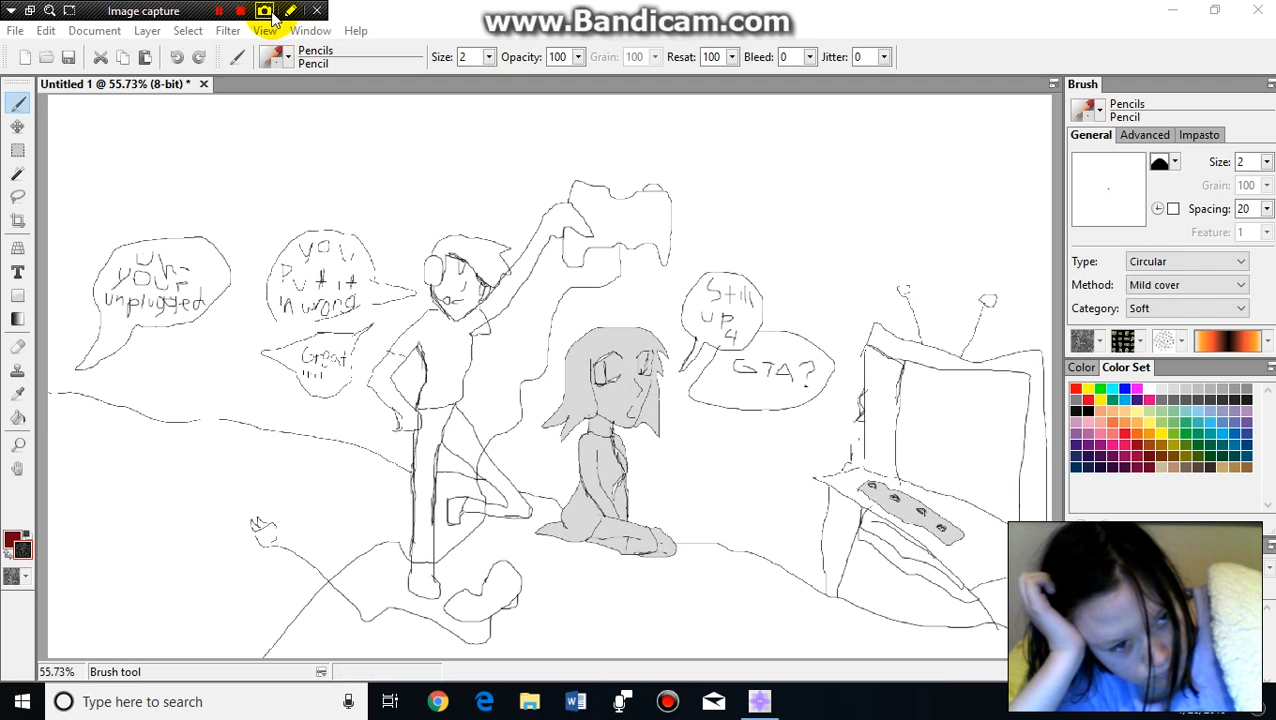 Image capture
www.Bandicam.com
File Edit Document Layer Select Filter View Window Help
Pencils
Pencil
Size: 2 Opacity: 100 Grain: 100 Resat: 100 Bleed: 0 Jitter: 0
Untitled 1 @ 55.73% (8-bit) *
Brush
Pencils
Pencil
General Advanced Impasto
Size: 2
Grain: 100
Spacing: 20
Feature: 1
Type: Circular
Method: Mild cover
Category: Soft
Color Color Set
unplugged
you
Put it
in wrong
Great
....
Still
up
4
GTA?
55.73% Brush tool
Type here to search